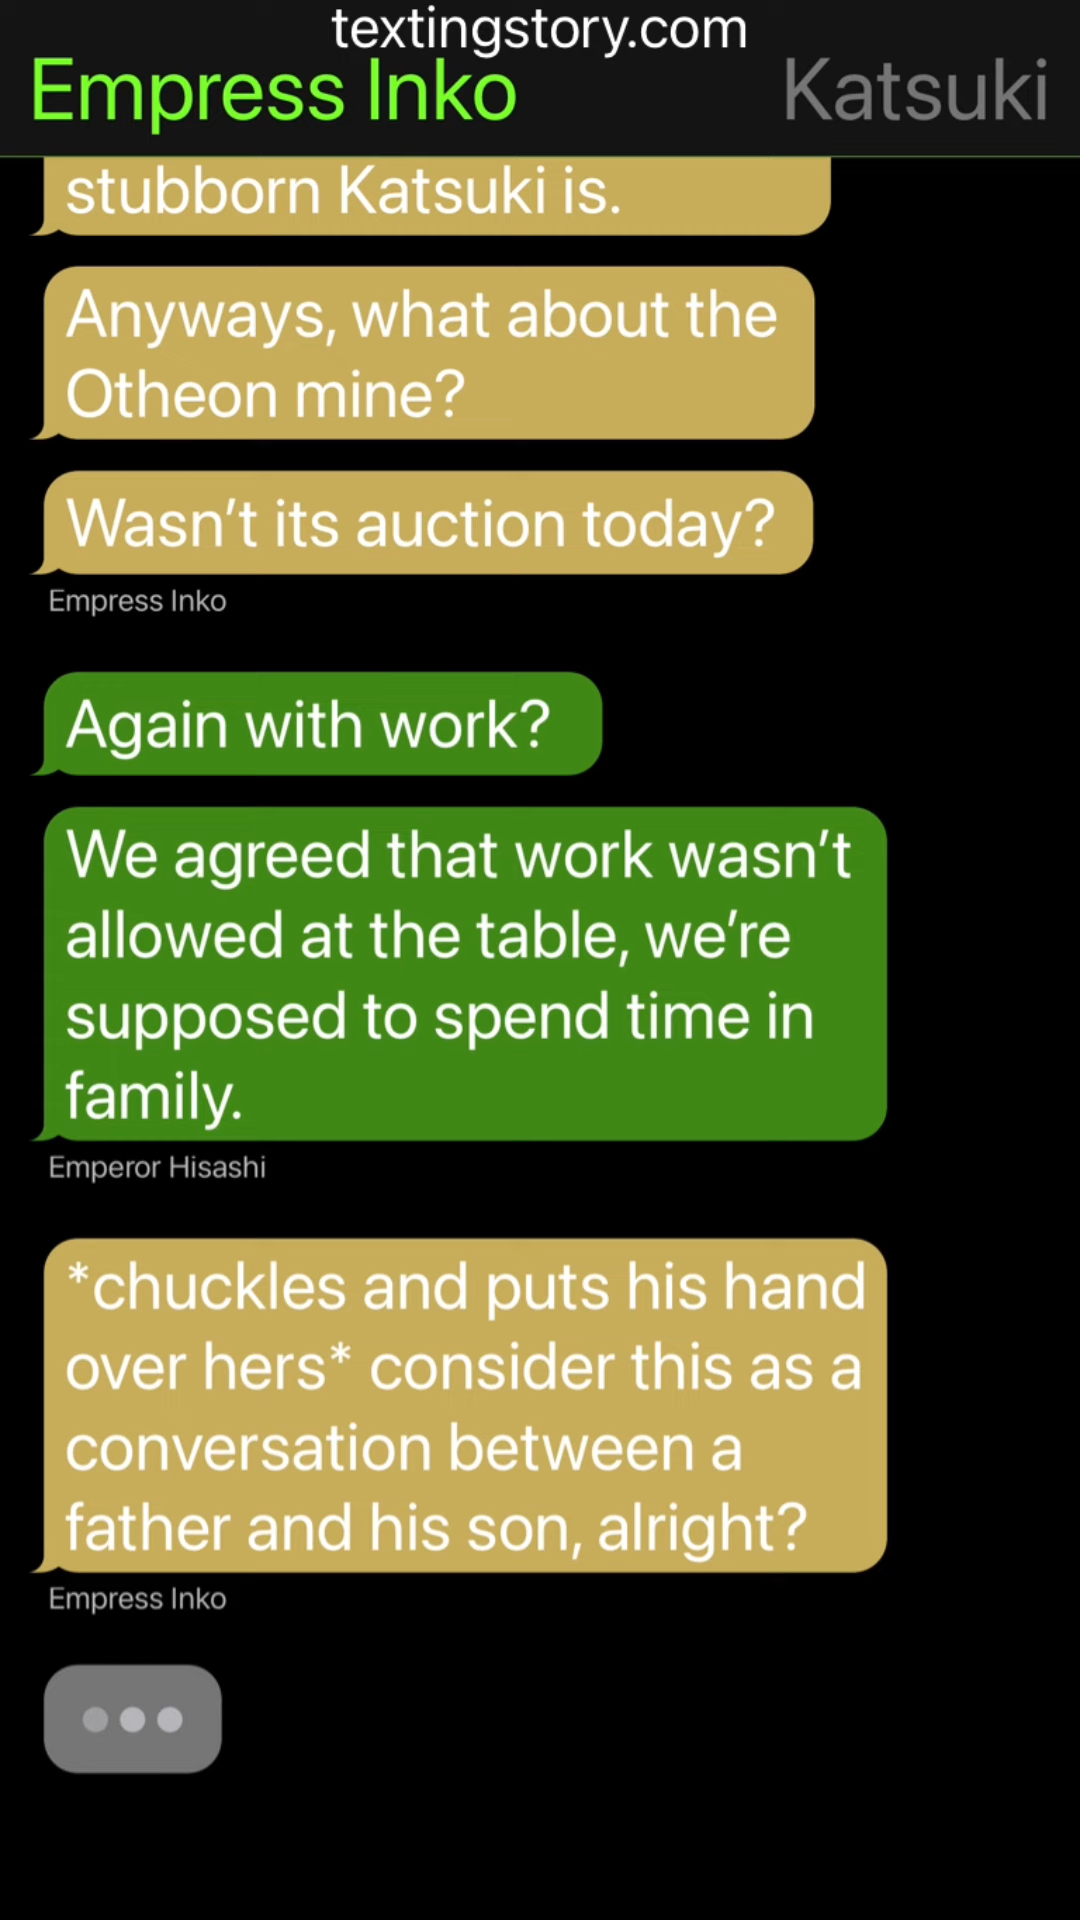 textingstory.com
Empress Inko
Katsuki
stubborn Katsuki is.
Anyways, what about the
Otheon mine?
Wasn’t its auction today?
Empress Inko
Again with work?
We agreed that work wasn’t
allowed at the table, we’re
supposed to spend time in
family.
Emperor Hisashi
*chuckles and puts his hand
over hers* consider this as a
conversation between a
father and his son, alright?
Empress Inko